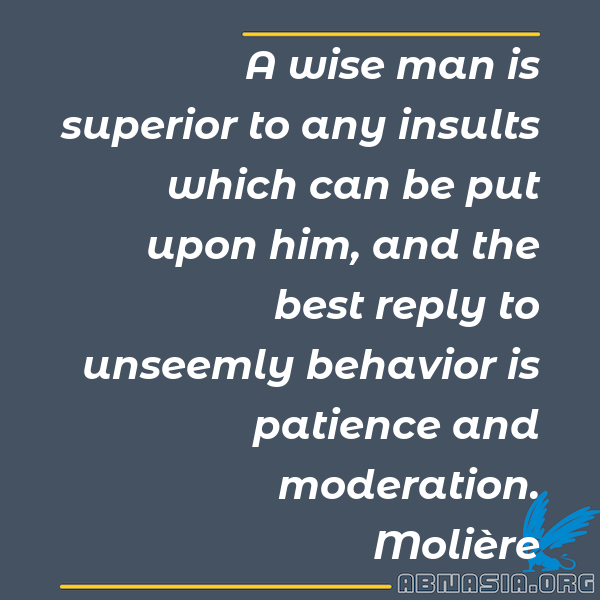 A wise man is
superior to any insults
which can be put
upon him, and the
best reply to
unseemly behavior is
patience and
moderation.
Molière
ABNASIA.ORG